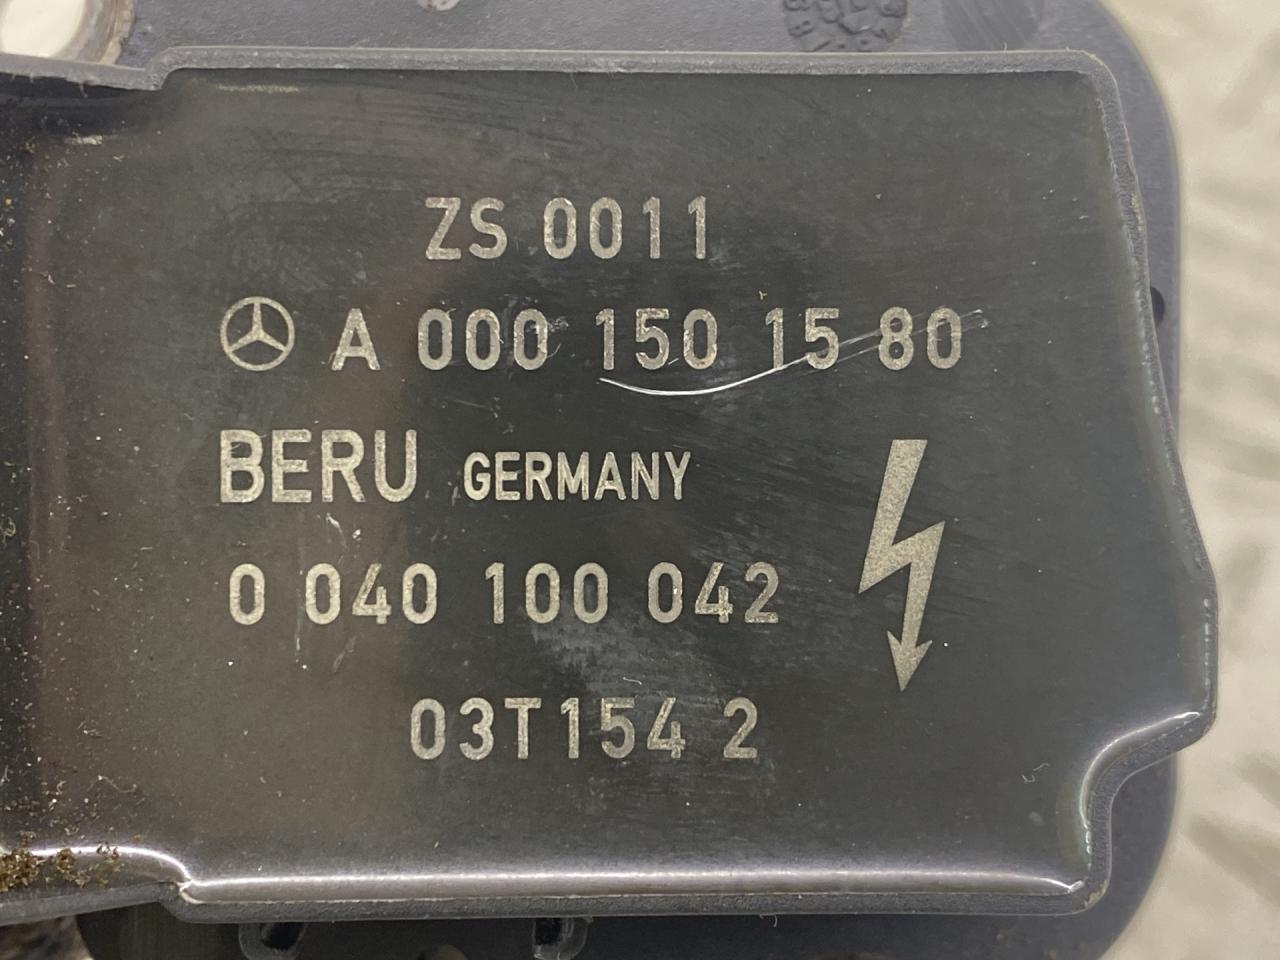 ZS 0011
A 000 150 15 80
BERU GERMANY
0 040 100 042
03T154 2